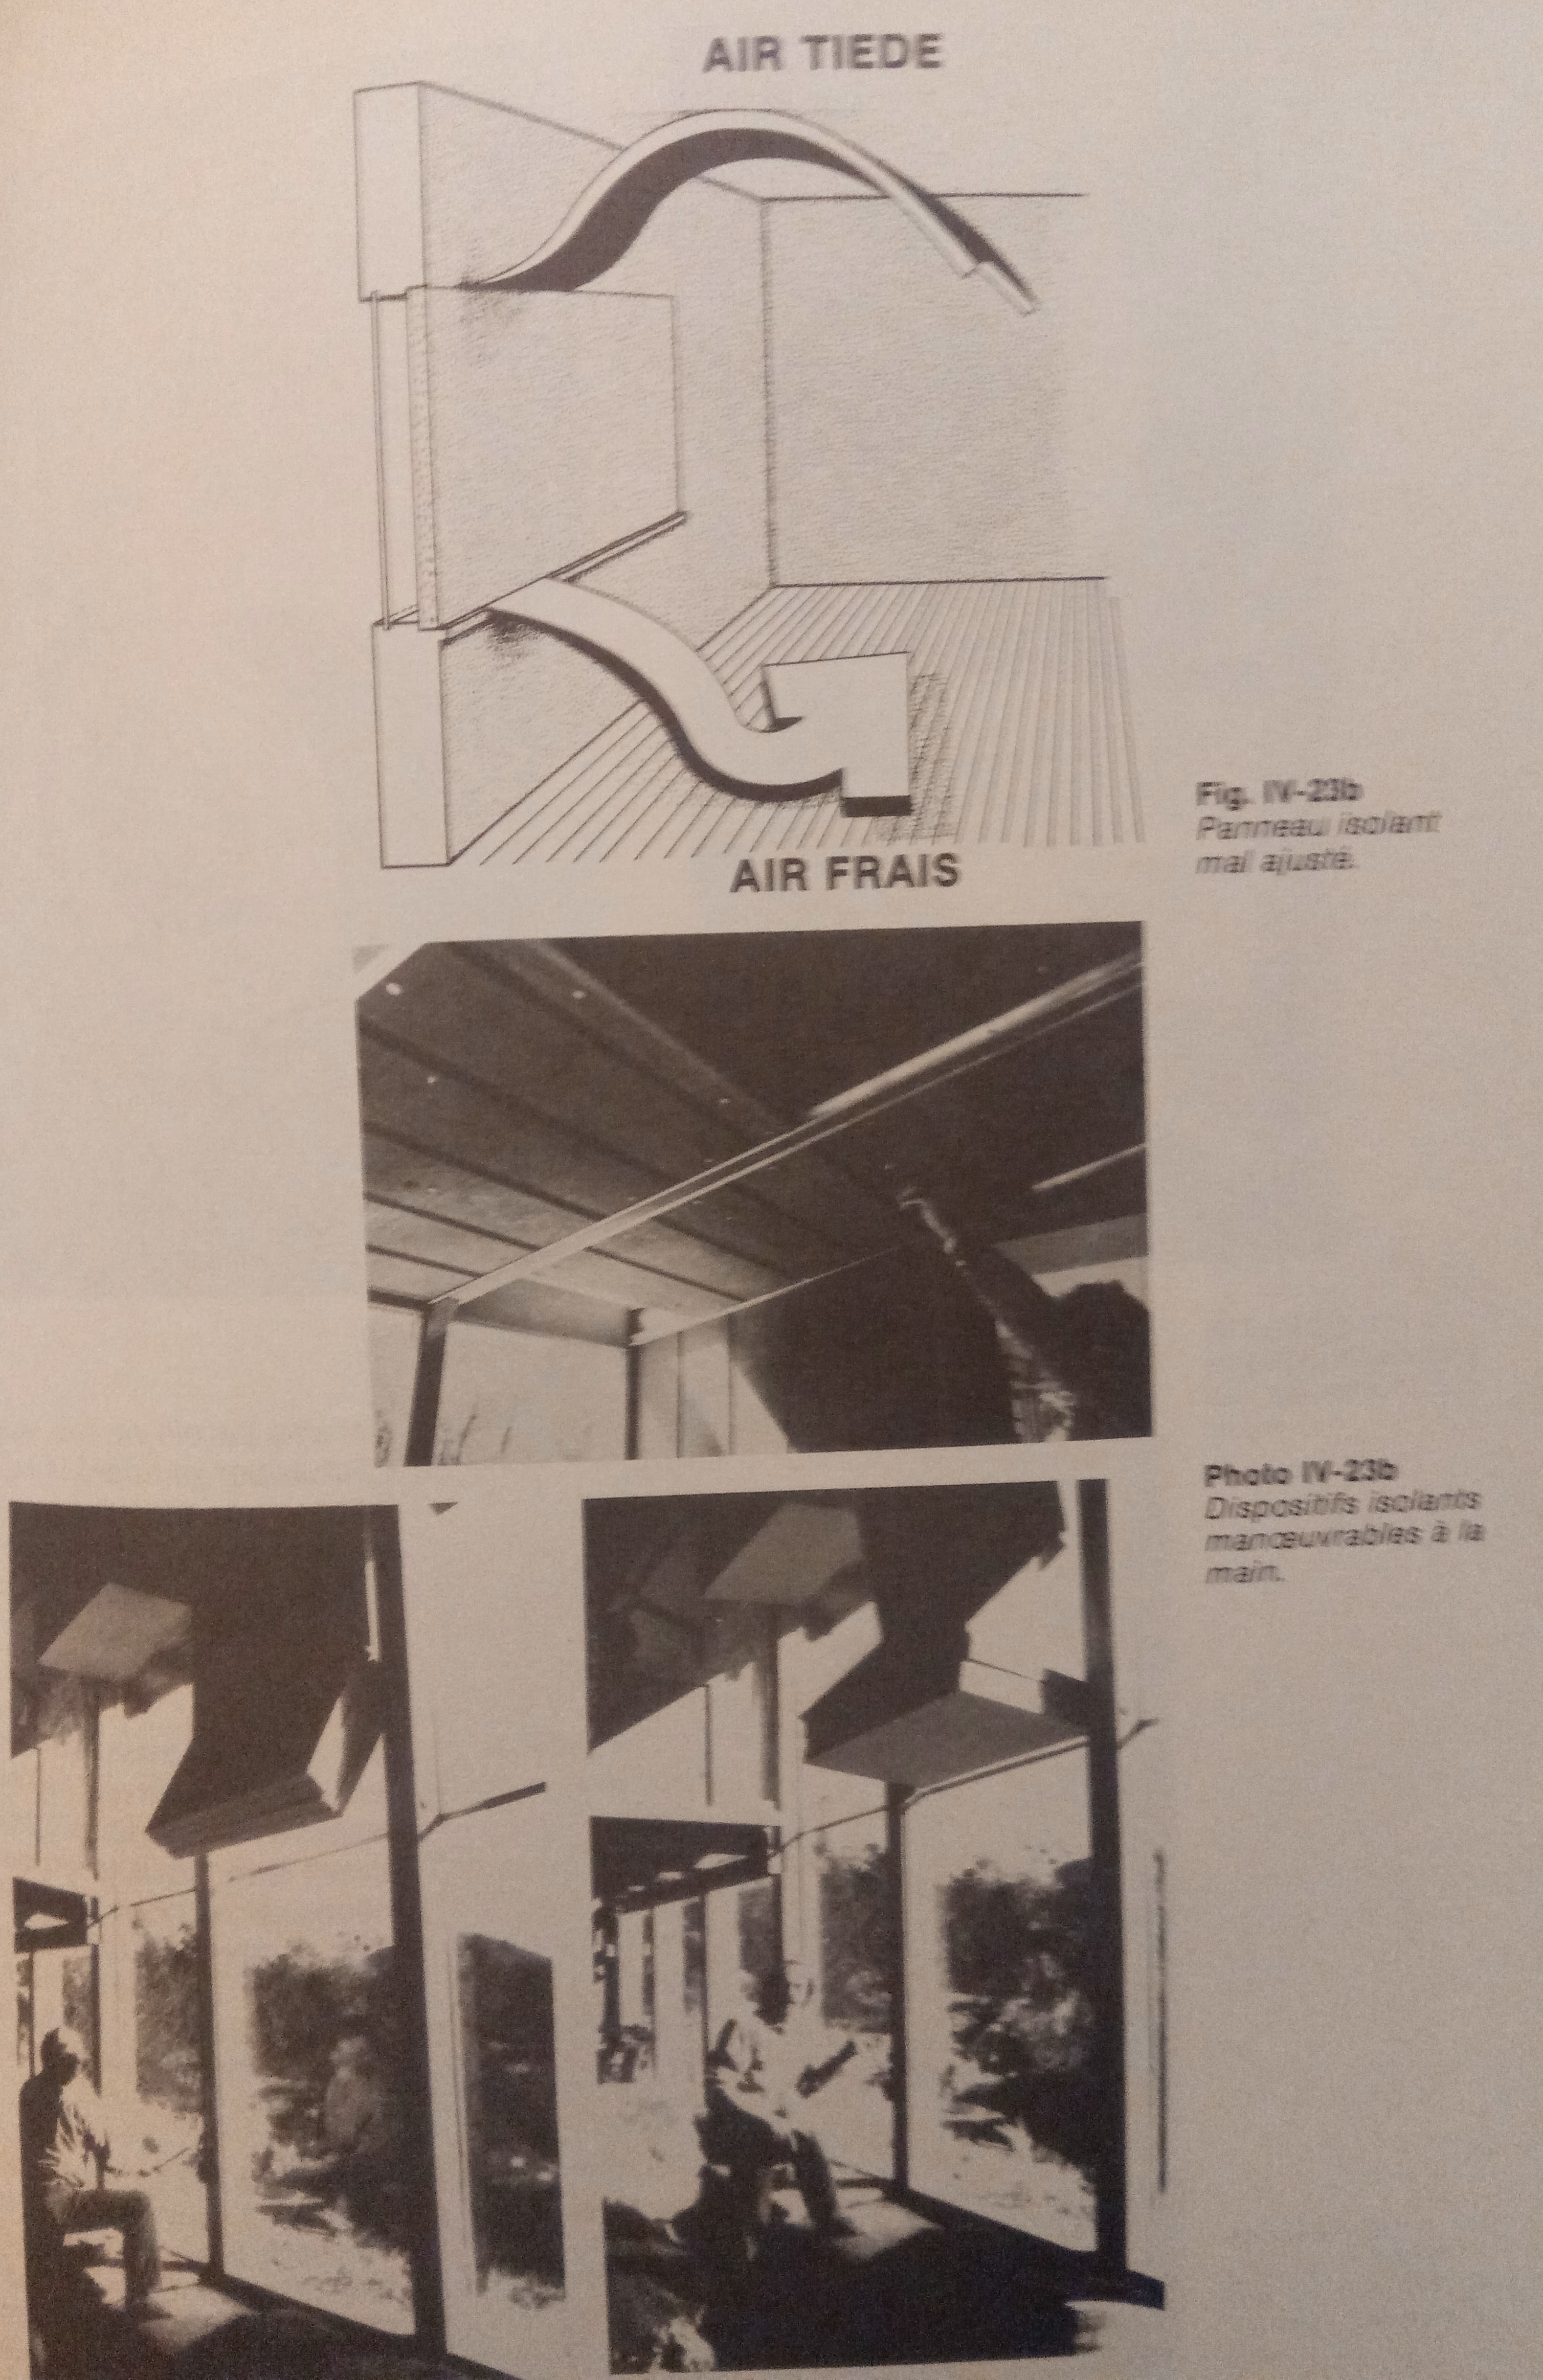 AIR TIEDE
Fig. IV-23b
Panneau isolant
mal ajusté.
AIR FRAIS
Photo IV-23b
Dispositifs isolants
manœuvrables à la
main.